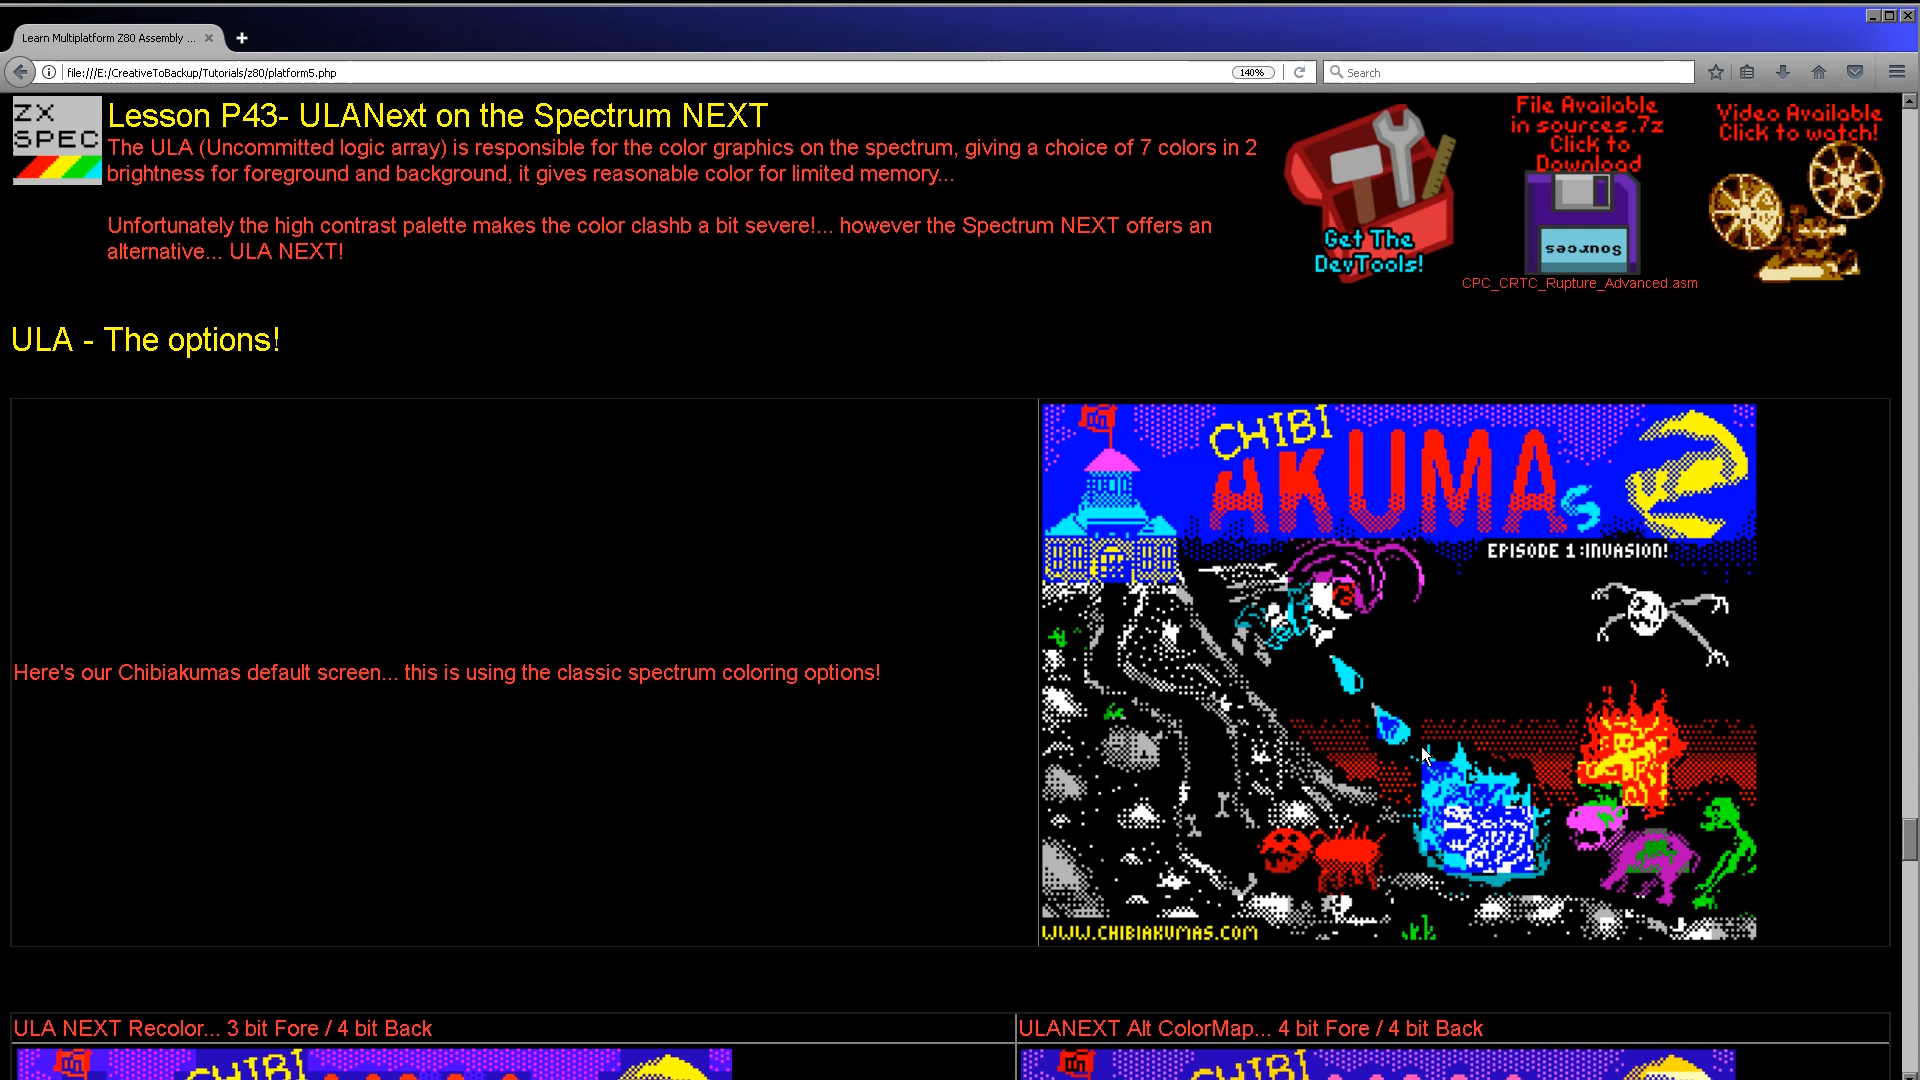 Learn Multiplatform Z80 Assembly ...
file:///E:/CreativeToBackup/Tutorials/z80/platform5.php
140%
Search
ZX
SPEC
Lesson P43- ULANext on the Spectrum NEXT
The ULA (Uncommitted logic array) is responsible for the color graphics on the spectrum, giving a choice of 7 colors in 2
brightness for foreground and background, it gives reasonable color for limited memory...
Unfortunately the high contrast palette makes the color clashb a bit severe!... however the Spectrum NEXT offers an
alternative... ULA NEXT!
Get The
DevTools!
File Available
in sources.7z
Click to
Download
Sources
CPC_CRTC_Rupture_Advanced.asm
Video Available
Click to watch!
ULA - The options!
Here's our Chibiakumas default screen... this is using the classic spectrum coloring options!
CHIBI
AKUMAS
EPISODE 1:INVASION!
WWW.CHIBIAKUMAS.COM
ULA NEXT Recolor... 3 bit Fore / 4 bit Back
ULANEXT Alt ColorMap... 4 bit Fore / 4 bit Back
CHIBI
CHIBI